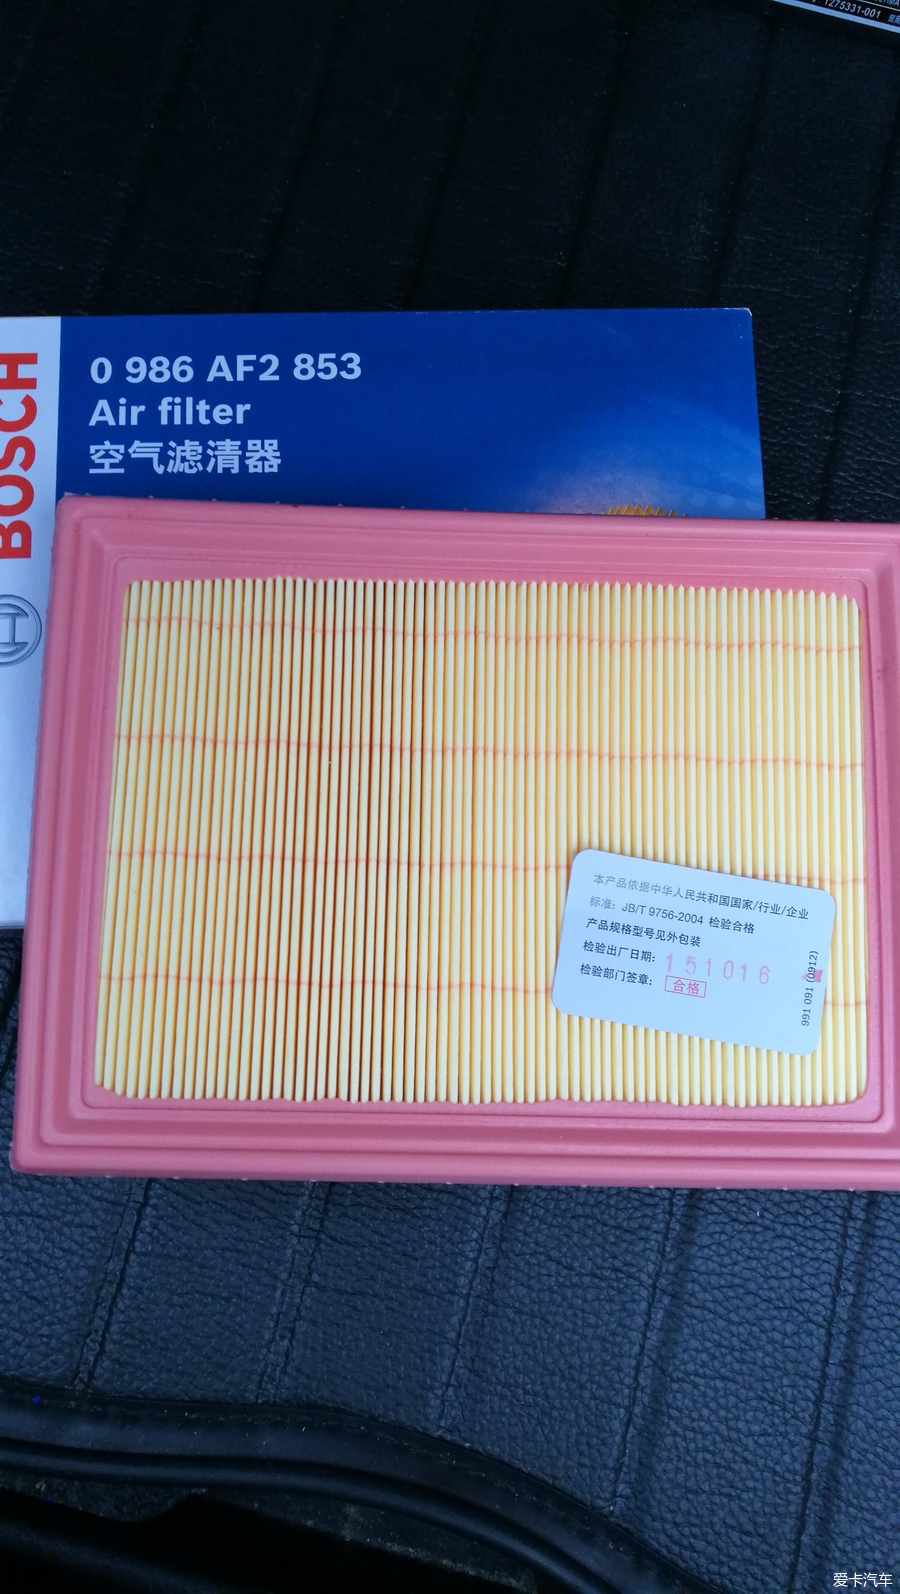 1275331-001
BOSCH
0 986 AF2 853
Air filter
空气滤清器
本产品依据中华人民共和国国家/行业/企业
标准: JB/T 9756-2004 检验合格
产品规格型号见外包装
检验出厂日期: 151016
检验部门签章: 合格
991 091 (0912)
爱卡汽车